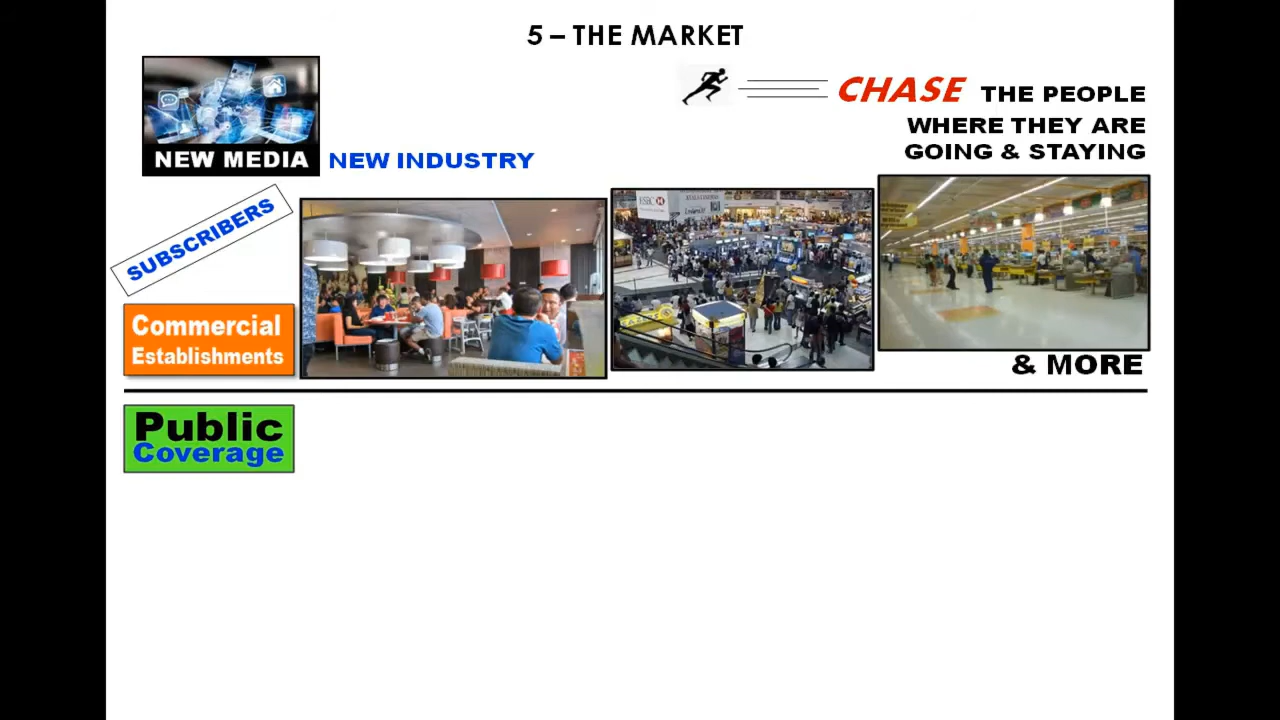 5 – THE MARKET
CHASE THE PEOPLE
WHERE THEY ARE
GOING & STAYING
NEW MEDIA
NEW INDUSTRY
SUBSCRIBERS
Commercial
Establishments
& MORE
Public
Coverage